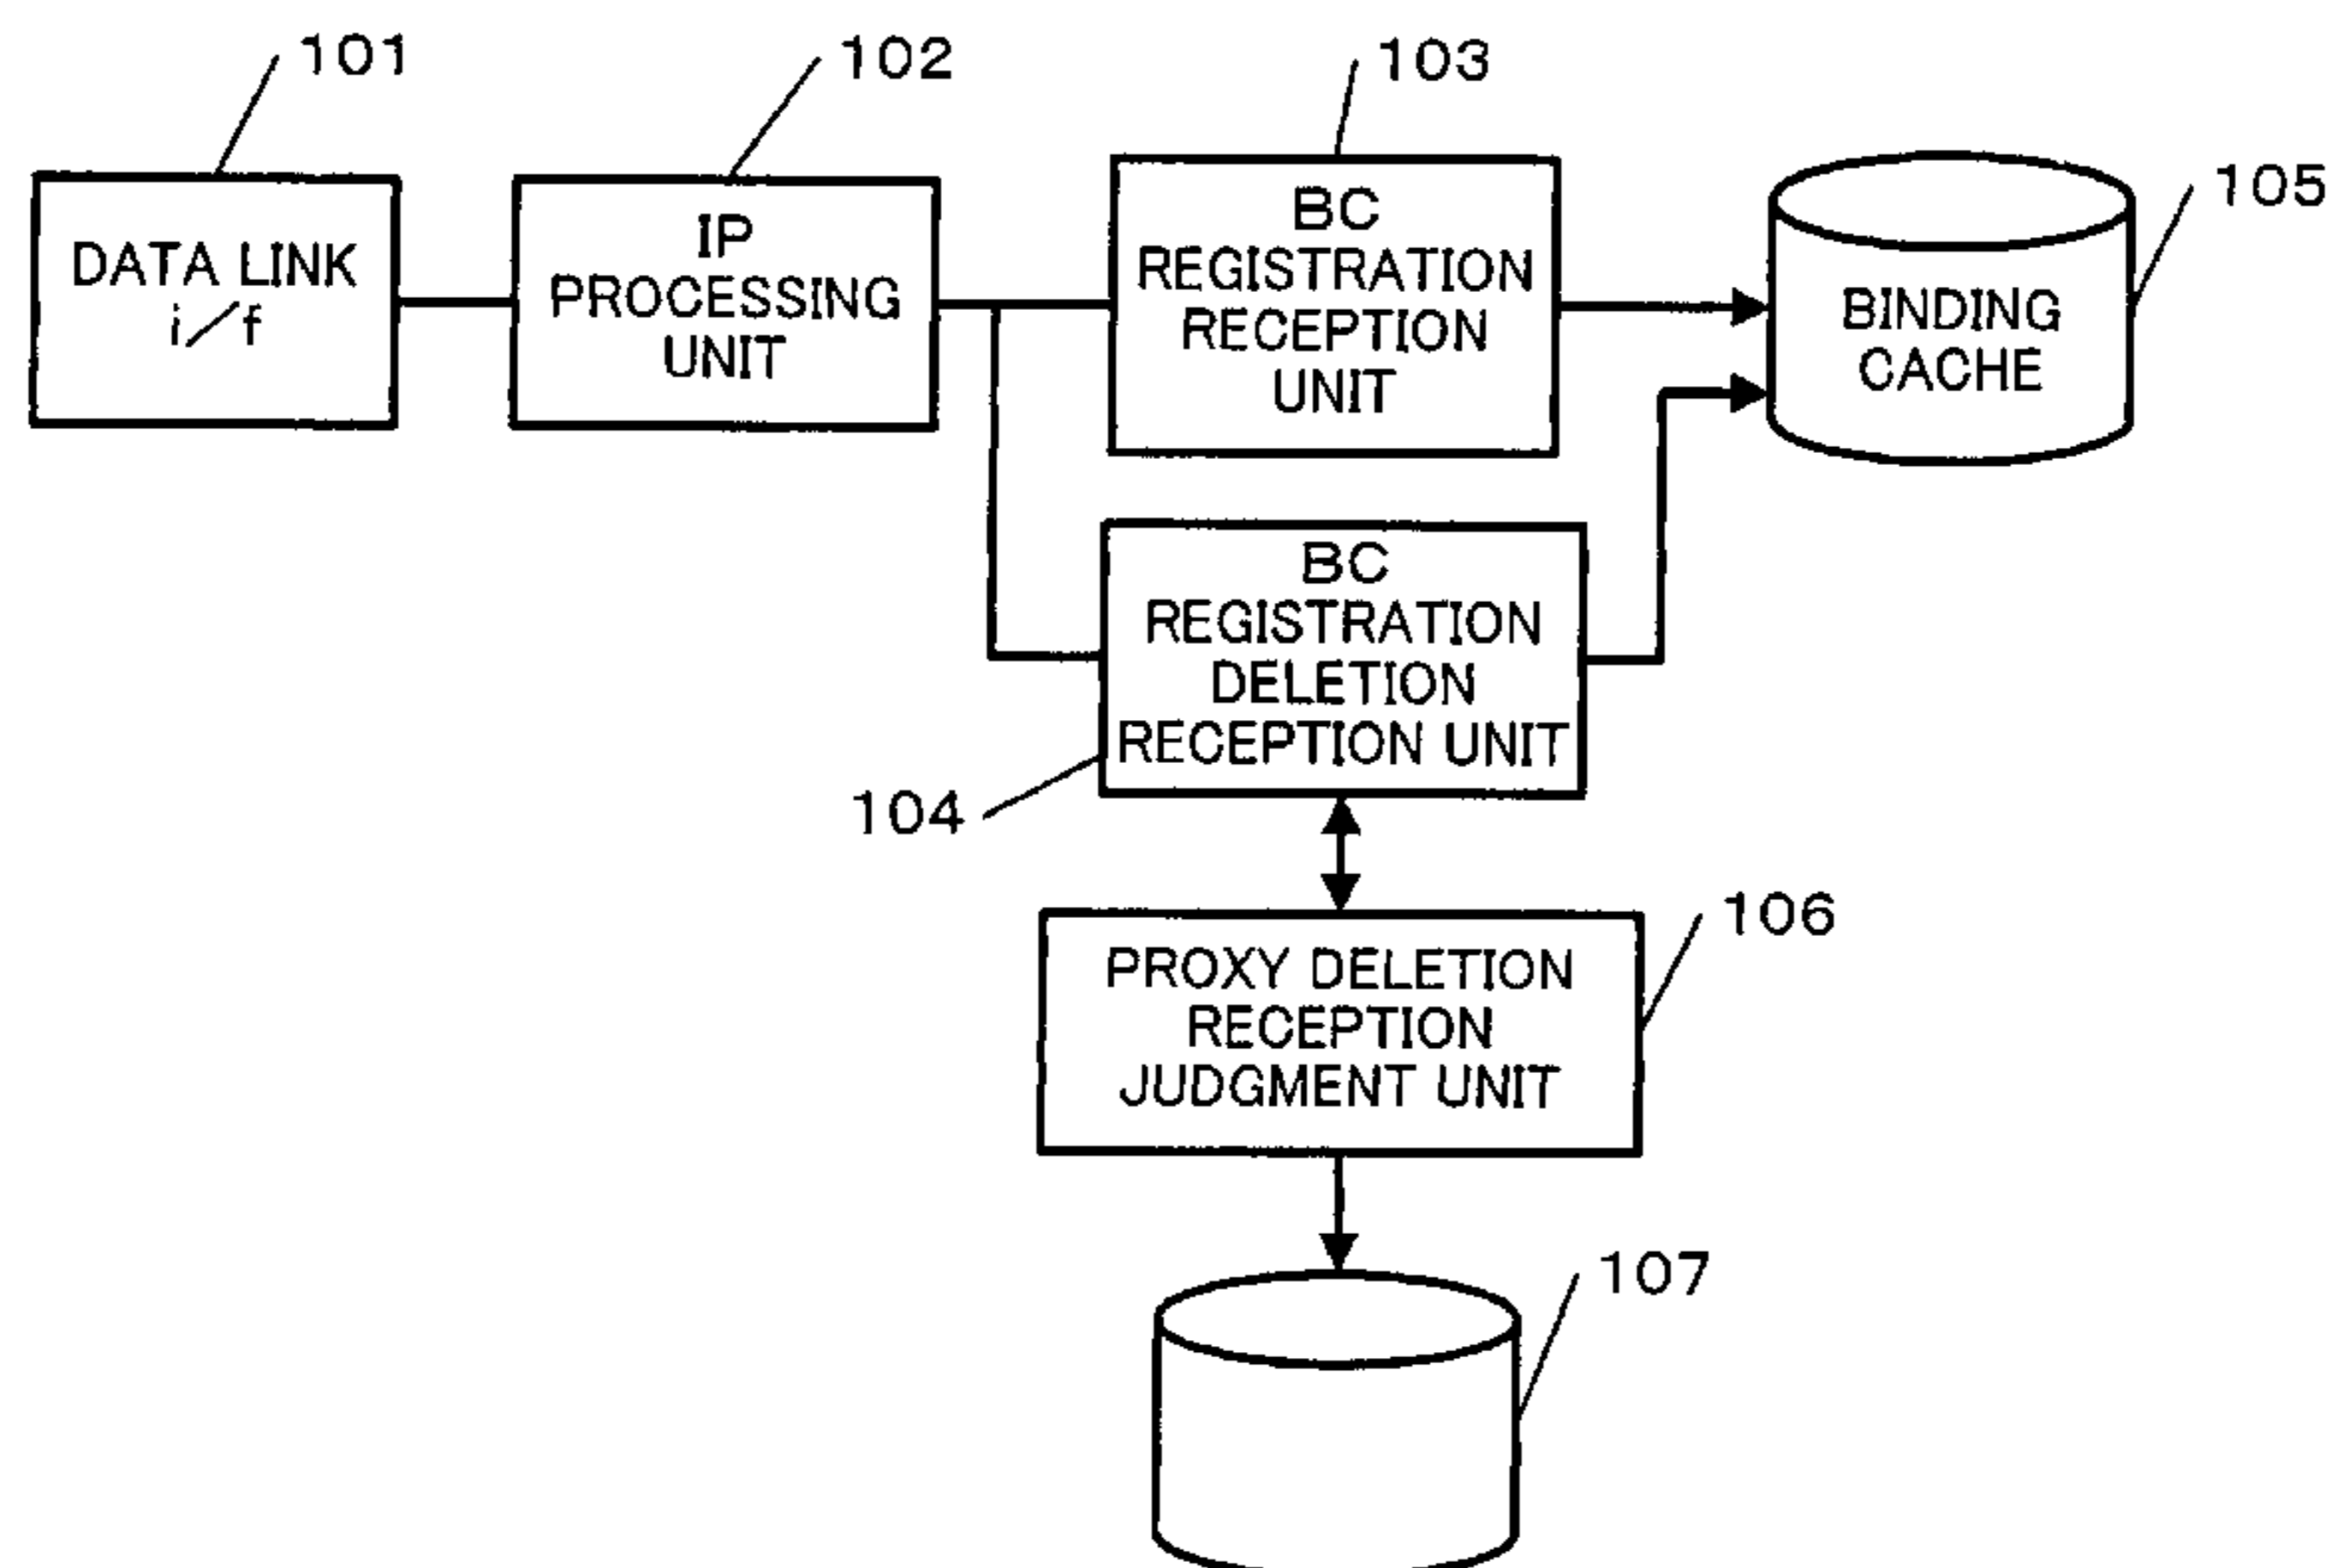 101
102
103
105
DATA LINK
i/f
IP
PROCESSING
UNIT
BC
REGISTRATION
RECEPTION
UNIT
BINDING
CACHE
BC
REGISTRATION
DELETION
RECEPTION UNIT
104
106
PROXY DELETION
RECEPTION
JUDGMENT UNIT
107